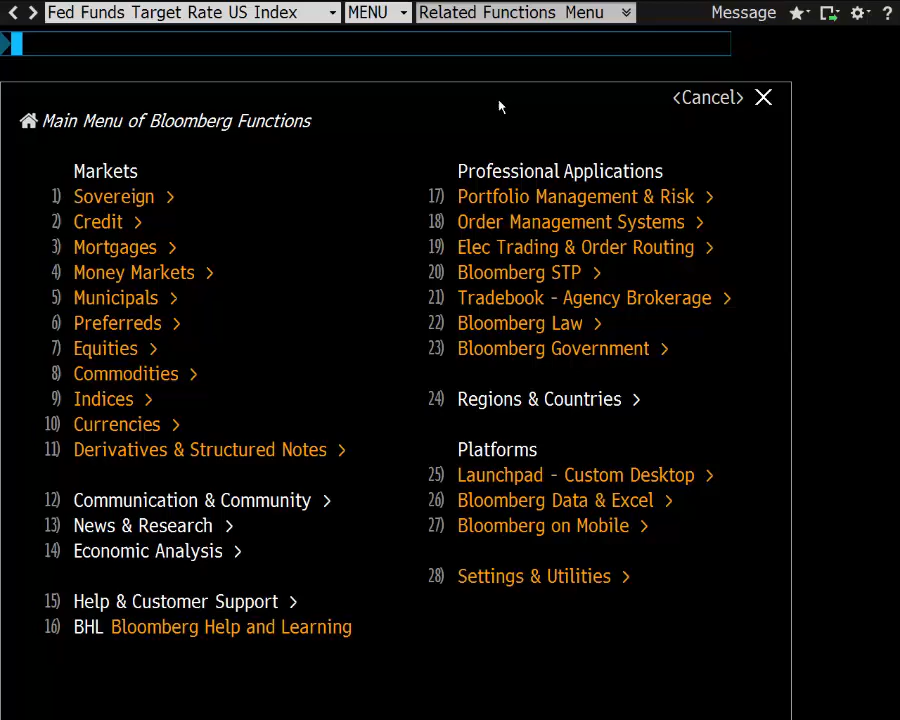 Fed Funds Target Rate US Index MENU Related Functions Menu Message ?
<Cancel> X
Main Menu of Bloomberg Functions
Markets
1) Sovereign >
2) Credit >
3) Mortgages >
4) Money Markets >
5) Municipals >
6) Preferreds >
7) Equities >
8) Commodities >
9) Indices >
10) Currencies >
11) Derivatives & Structured Notes >
12) Communication & Community >
13) News & Research >
14) Economic Analysis >
15) Help & Customer Support >
16) BHL Bloomberg Help and Learning
Professional Applications
17) Portfolio Management & Risk >
18) Order Management Systems >
19) Elec Trading & Order Routing >
20) Bloomberg STP >
21) Tradebook - Agency Brokerage >
22) Bloomberg Law >
23) Bloomberg Government >
24) Regions & Countries >
Platforms
25) Launchpad - Custom Desktop >
26) Bloomberg Data & Excel >
27) Bloomberg on Mobile >
28) Settings & Utilities >